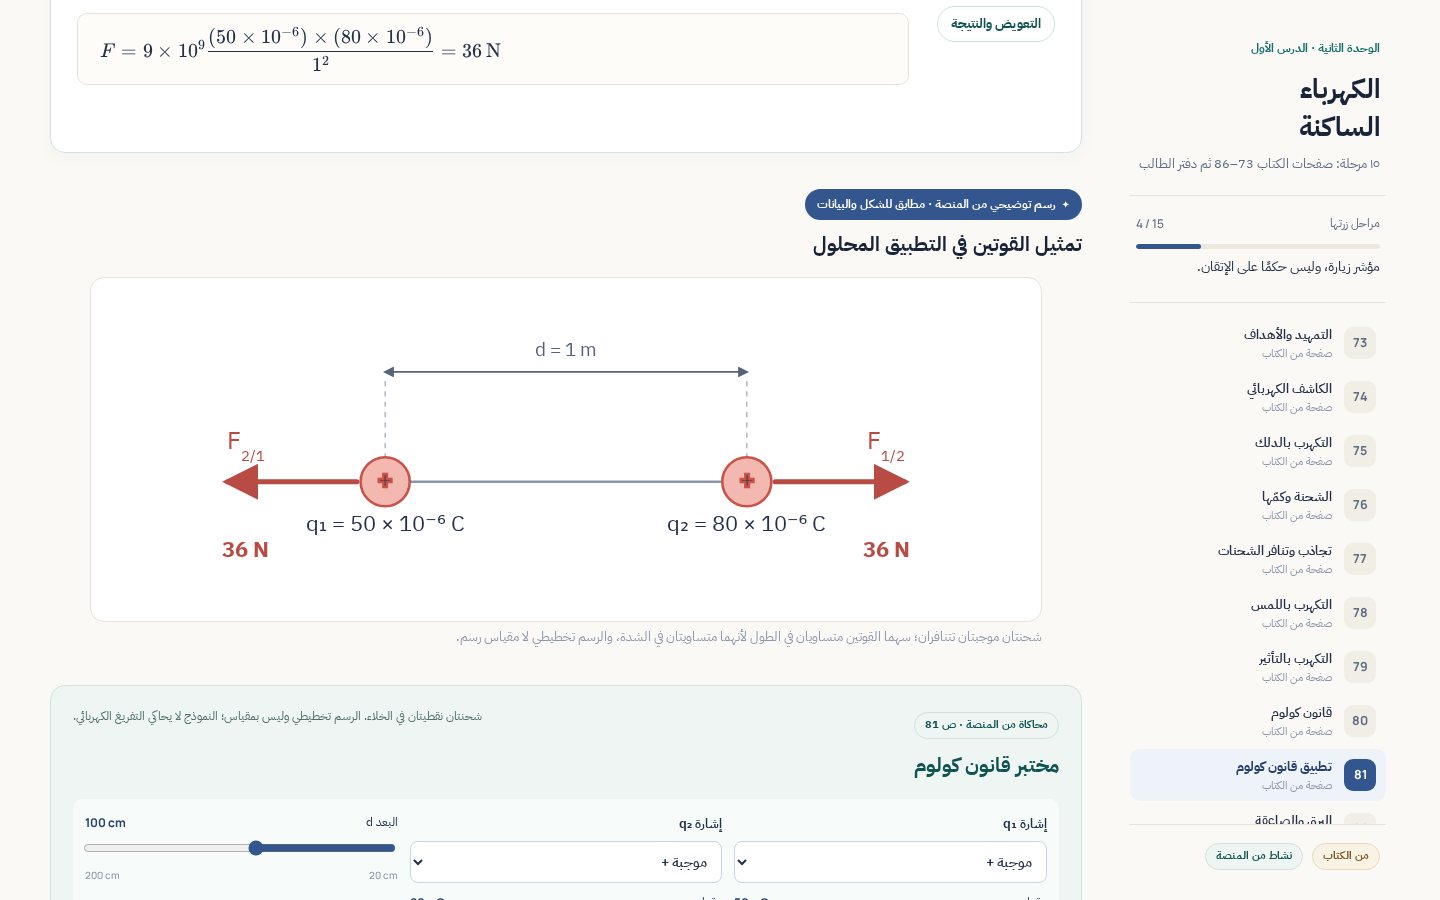 الوحدة الثانية · الدرس الأول
الكهرباء
الساكنة
١٥ مرحلة: صفحات الكتاب 73–86 ثم دفتر الطالب
مراحل زرتها
4 / 15
مؤشر زيارة، وليس حكمًا على الإتقان.
73 التمهيد والأهداف
صفحة من الكتاب
74 الكاشف الكهربائي
صفحة من الكتاب
75 التكهرب بالدلك
صفحة من الكتاب
76 الشحنة وكمّها
صفحة من الكتاب
77 تجاذب وتنافر الشحنات
صفحة من الكتاب
78 التكهرب باللمس
صفحة من الكتاب
79 التكهرب بالتأثير
صفحة من الكتاب
80 قانون كولوم
صفحة من الكتاب
81 تطبيق قانون كولوم
صفحة من الكتاب
البرق والصاعقة
من الكتاب
نشاط من المنصة
التعويض والنتيجة
F = 9 × 10⁹ (50 × 10⁻⁶) × (80 × 10⁻⁶) / 1² = 36 N
✦ رسم توضيحي من المنصة · مطابق للشكل والبيانات
تمثيل القوتين في التطبيق المحلول
d = 1 m
F 2/1
F 1/2
+
+
q₁ = 50 × 10⁻⁶ C
q₂ = 80 × 10⁻⁶ C
36 N
36 N
شحنتان موجبتان تتنافران؛ سهما القوتين متساويان في الطول لأنهما متساويتان في الشدة، والرسم تخطيطي لا مقياس رسم.
محاكاة من المنصة · ص 81
شحنتان نقطيتان في الخلاء. الرسم تخطيطي وليس بمقياس؛ النموذج لا يحاكي التفريغ الكهربائي.
مختبر قانون كولوم
إشارة q₁
موجبة +
إشارة q₂
موجبة +
البعد d
100 cm
20 cm
200 cm